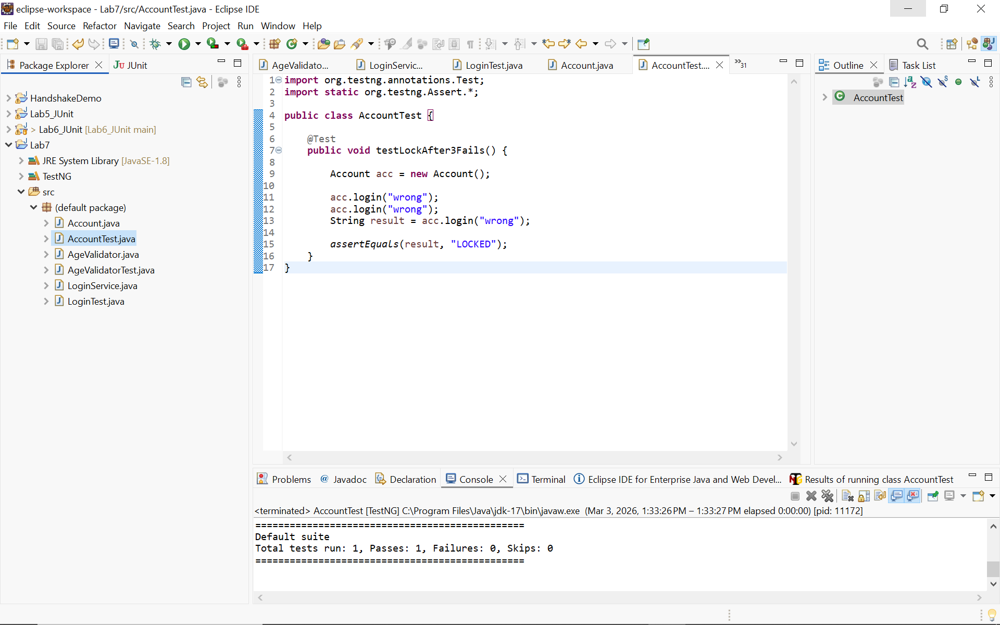 eclipse-workspace - Lab7/src/AccountTest.java - Eclipse IDE
File Edit Source Refactor Navigate Search Project Run Window Help
Package Explorer
JUnit
HandshakeDemo
Lab5_JUnit
> Lab6_JUnit [Lab6_JUnit main]
Lab7
JRE System Library [JavaSE-1.8]
TestNG
src
(default package)
Account.java
AccountTest.java
AgeValidator.java
AgeValidatorTest.java
LoginService.java
LoginTest.java
AgeValidato...
LoginServic...
LoginTest.java
Account.java
AccountTest....
»31
1 import org.testng.annotations.Test;
2 import static org.testng.Assert.*;
3
4 public class AccountTest {
5
6 @Test
7 public void testLockAfter3Fails() {
8
9 Account acc = new Account();
10
11 acc.login("wrong");
12 acc.login("wrong");
13 String result = acc.login("wrong");
14
15 assertEquals(result, "LOCKED");
16 }
17 }
Outline
Task List
AccountTest
Problems
@ Javadoc
Declaration
Console
Terminal
Eclipse IDE for Enterprise Java and Web Devel...
Results of running class AccountTest
<terminated> AccountTest [TestNG] C:\Program Files\Java\jdk-17\bin\javaw.exe (Mar 3, 2026, 1:33:26 PM – 1:33:27 PM elapsed 0:00:00) [pid: 11172]
===============================================
Default suite
Total tests run: 1, Passes: 1, Failures: 0, Skips: 0
===============================================